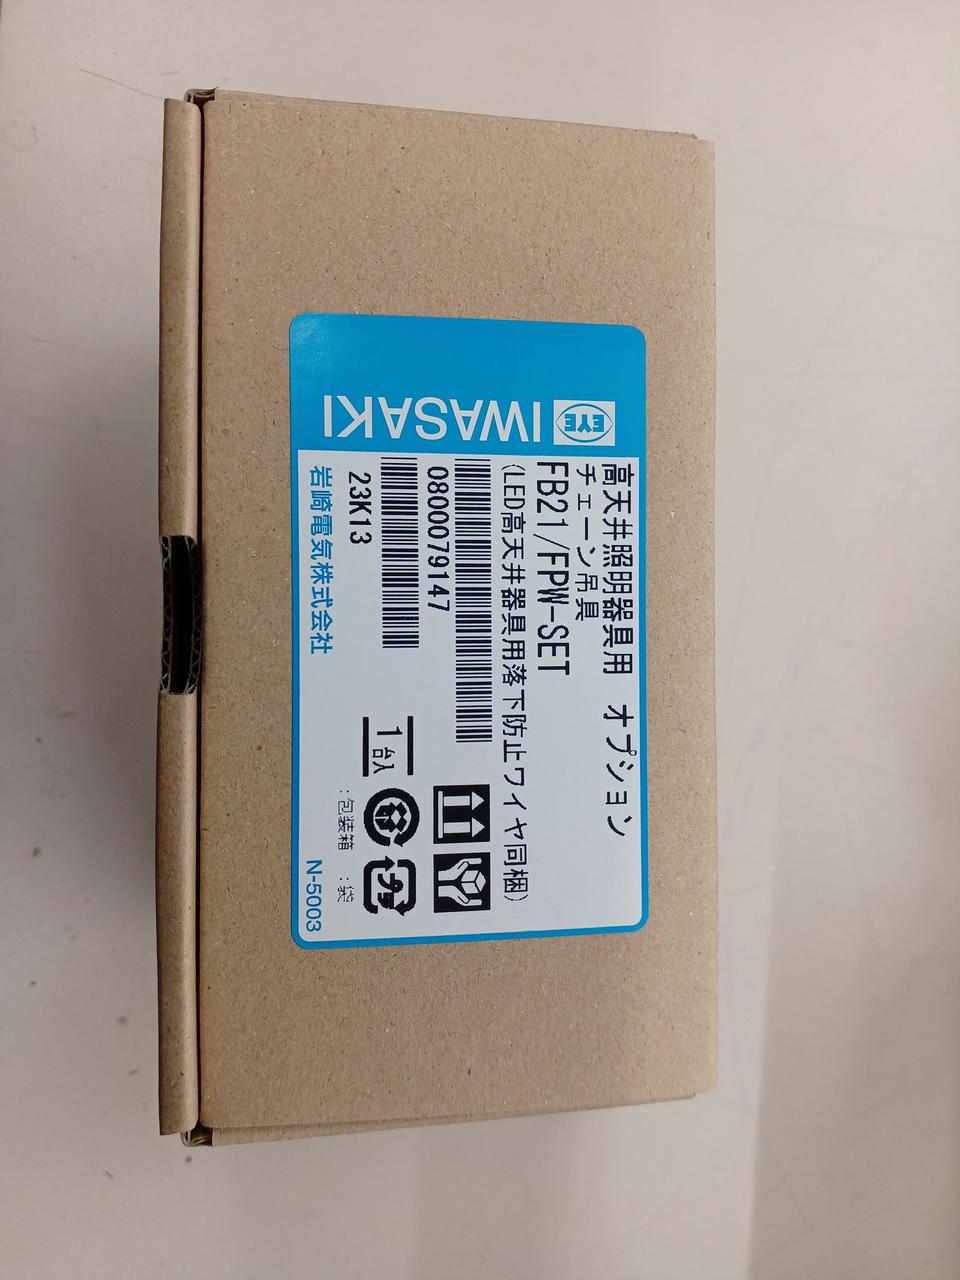 EYE IWASAKI
高天井照明器具用 オプション
チェーン吊具
FB21/FPW-SET
(LED高天井器具用落下防止ワイヤ同梱)
0800079147
23K13
1台入
:包装箱 :袋
岩崎電気株式会社
N-5003